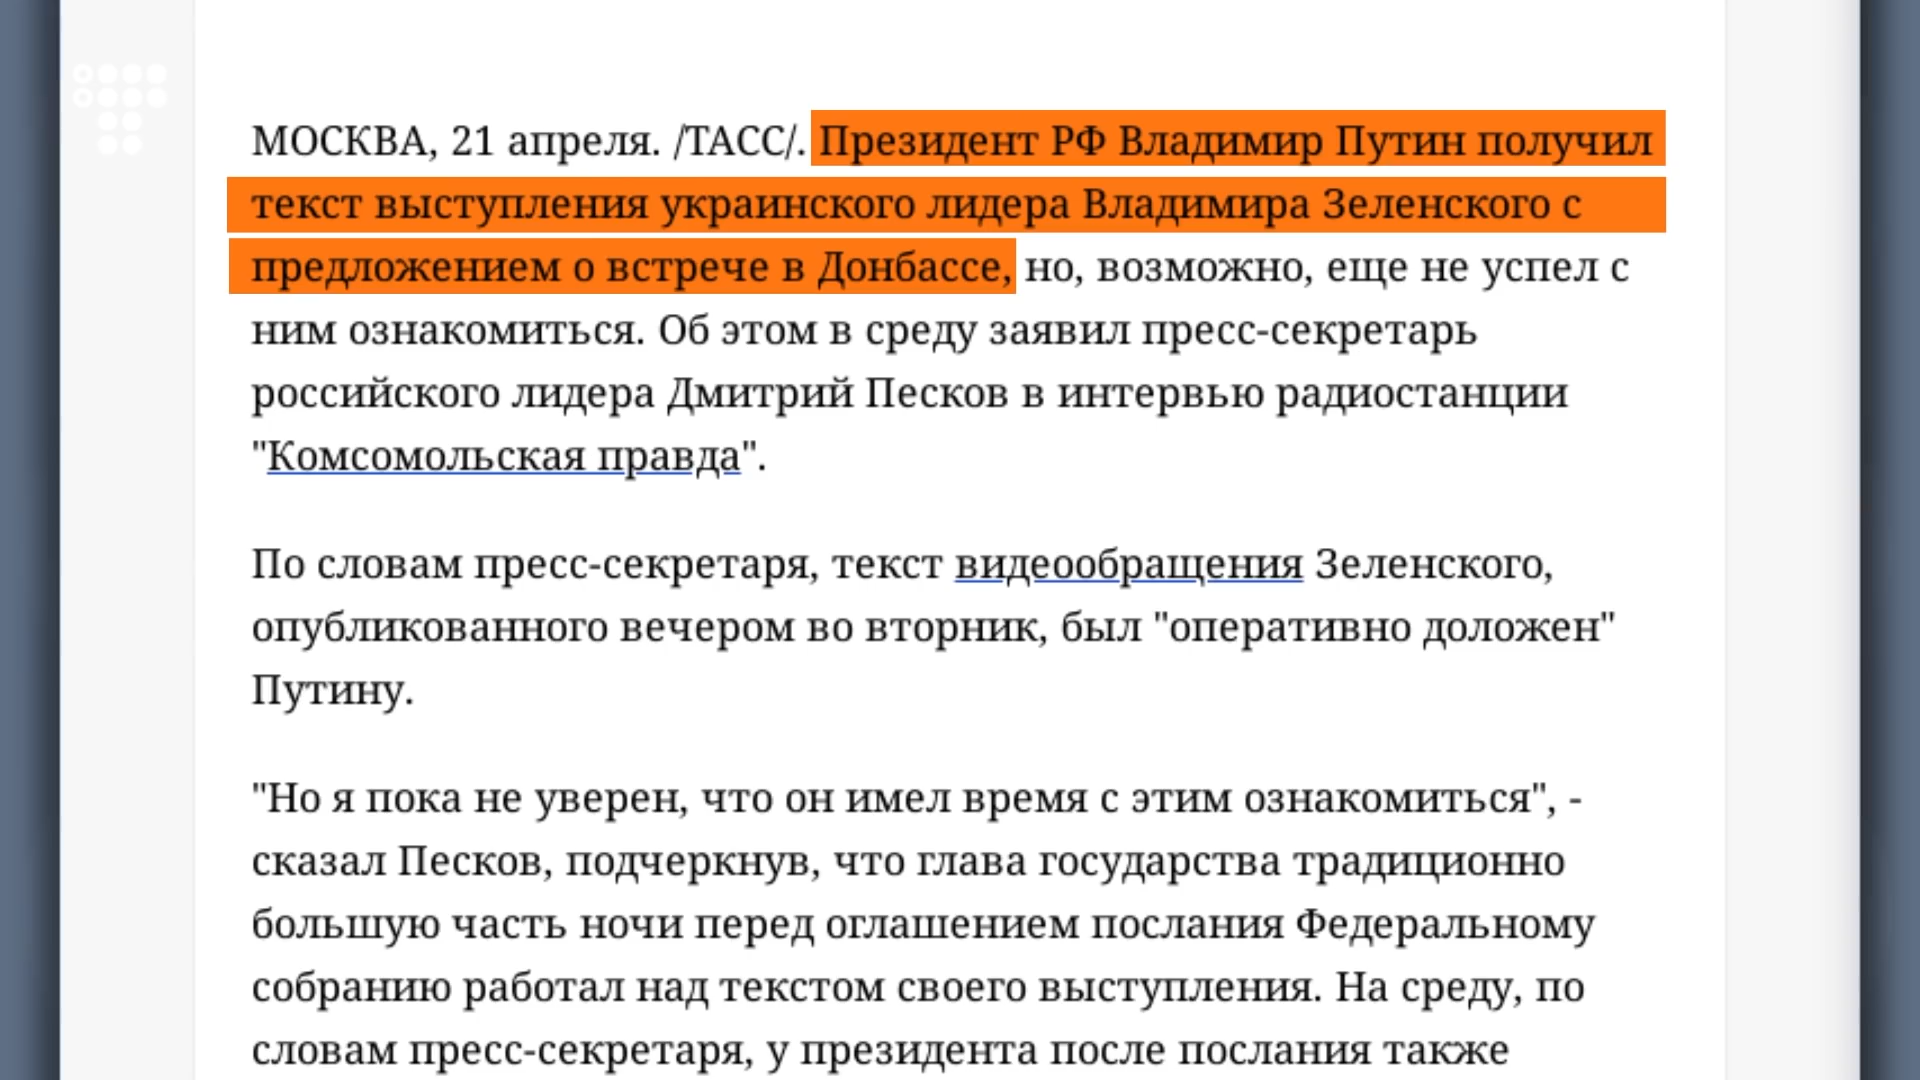 МОСКВА, 21 апреля. /ТАСС/. Президент РФ Владимир Путин получил
текст выступления украинского лидера Владимира Зеленского с
предложением о встрече в Донбассе, но, возможно, еще не успел с
ним ознакомиться. Об этом в среду заявил пресс-секретарь
российского лидера Дмитрий Песков в интервью радиостанции
"Комсомольская правда".
По словам пресс-секретаря, текст видеообращения Зеленского,
опубликованного вечером во вторник, был "оперативно доложен"
Путину.
"Но я пока не уверен, что он имел время с этим ознакомиться", -
сказал Песков, подчеркнув, что глава государства традиционно
большую часть ночи перед оглашением послания Федеральному
собранию работал над текстом своего выступления. На среду, по
словам пресс-секретаря, у президента после послания также